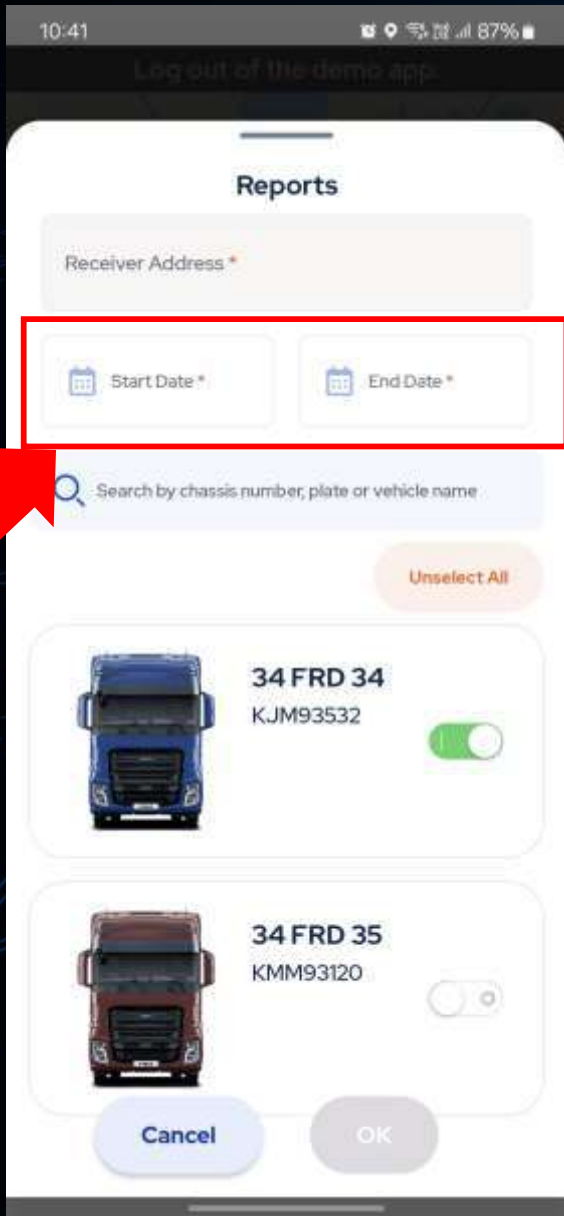 10:41
87%
Log out of the demo app.
Reports
Receiver Address *
Start Date *
End Date *
Search by chassis number, plate or vehicle name
Unselect All
34 FRD 34
KJM93532
34 FRD 35
KMM93120
Cancel
OK